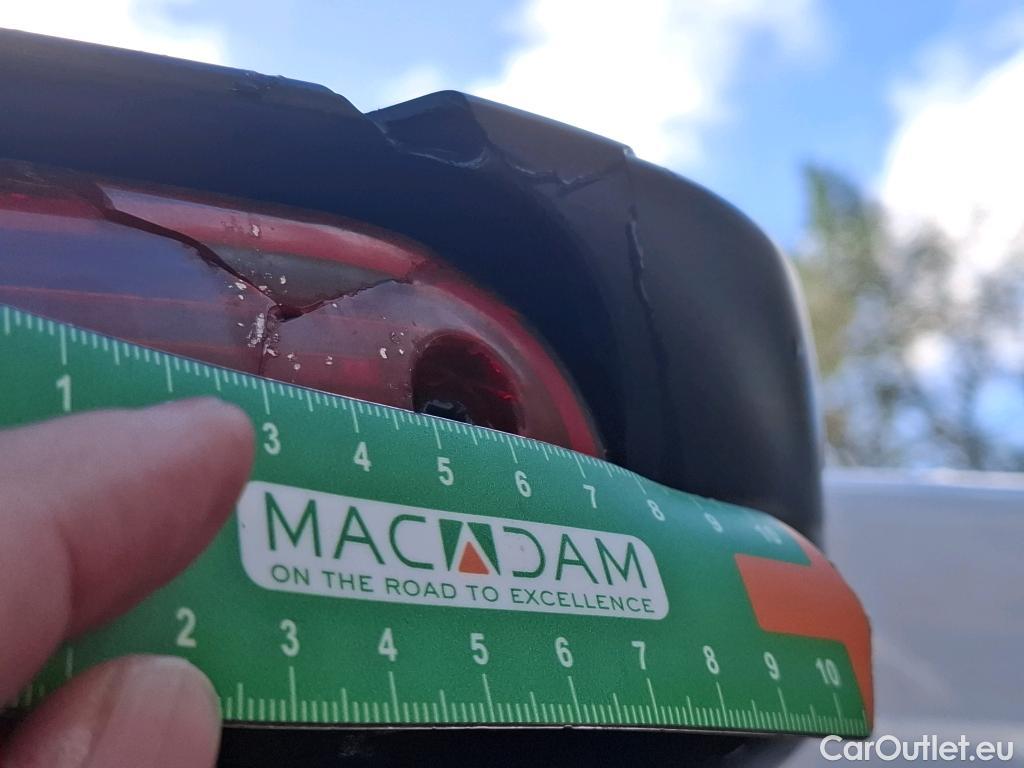 1 3 4 5 6 7 8 9 10
MACADAM
ON THE ROAD TO EXCELLENCE
2 3 4 5 6 7 8 9 10
CarOutlet.eu